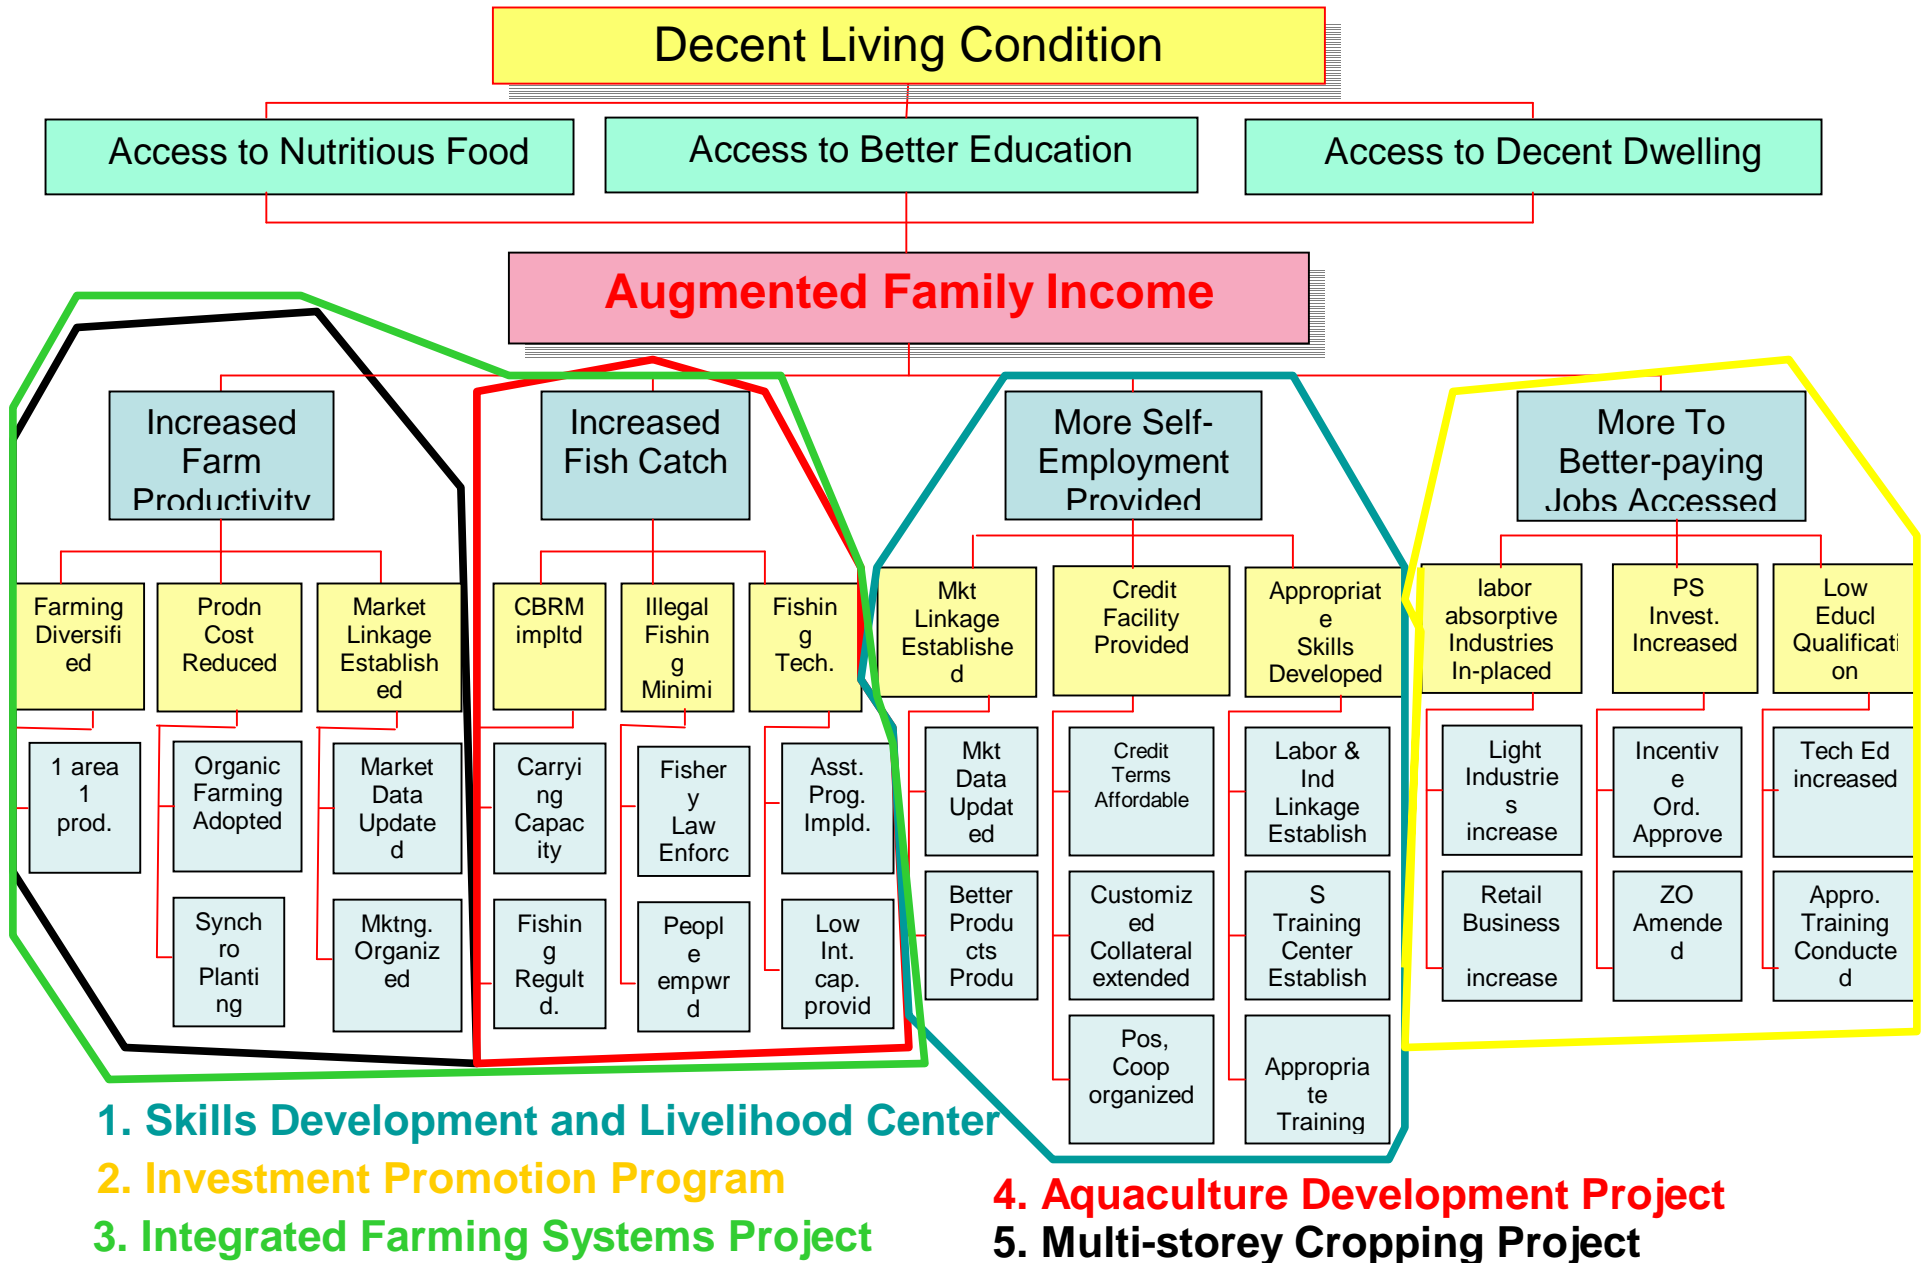 Decent Living Condition
Access to Nutritious Food
Access to Better Education
Access to Decent Dwelling
Augmented Family Income
Increased
Farm
Productivity
Increased
Fish Catch
More Self-
Employment
Provided
More To
Better-paying
Jobs Accessed
Farming
Diversifi
ed
Prodn
Cost
Reduced
Market
Linkage
Establish
ed
CBRM
impltd
Illegal
Fishin
g
Minimi
Fishin
g
Tech.
Mkt
Linkage
Establishe
d
Credit
Facility
Provided
Appropriat
e
Skills
Developed
labor
absorptive
Industries
In-placed
PS
Invest.
Increased
Low
Educl
Qualificati
on
1 area
1
prod.
Organic
Farming
Adopted
Market
Data
Update
d
Carryi
ng
Capac
ity
Fisher
y
Law
Enforc
Asst.
Prog.
Impld.
Mkt
Data
Updat
ed
Credit
Terms
Affordable
Labor &
Ind
Linkage
Establish
Light
Industrie
s
increase
Incentiv
e
Ord.
Approve
Tech Ed
increased
Synch
ro
Planti
ng
Mktng.
Organiz
ed
Fishin
g
Regult
d.
Peopl
e
empwr
d
Low
Int.
cap.
provid
Better
Produ
cts
Produ
Customiz
ed
Collateral
extended
S
Training
Center
Establish
Retail
Business
increase
ZO
Amende
d
Appro.
Training
Conducte
d
Pos,
Coop
organized
Appropria
te
Training
1. Skills Development and Livelihood Center
2. Investment Promotion Program
3. Integrated Farming Systems Project
4. Aquaculture Development Project
5. Multi-storey Cropping Project